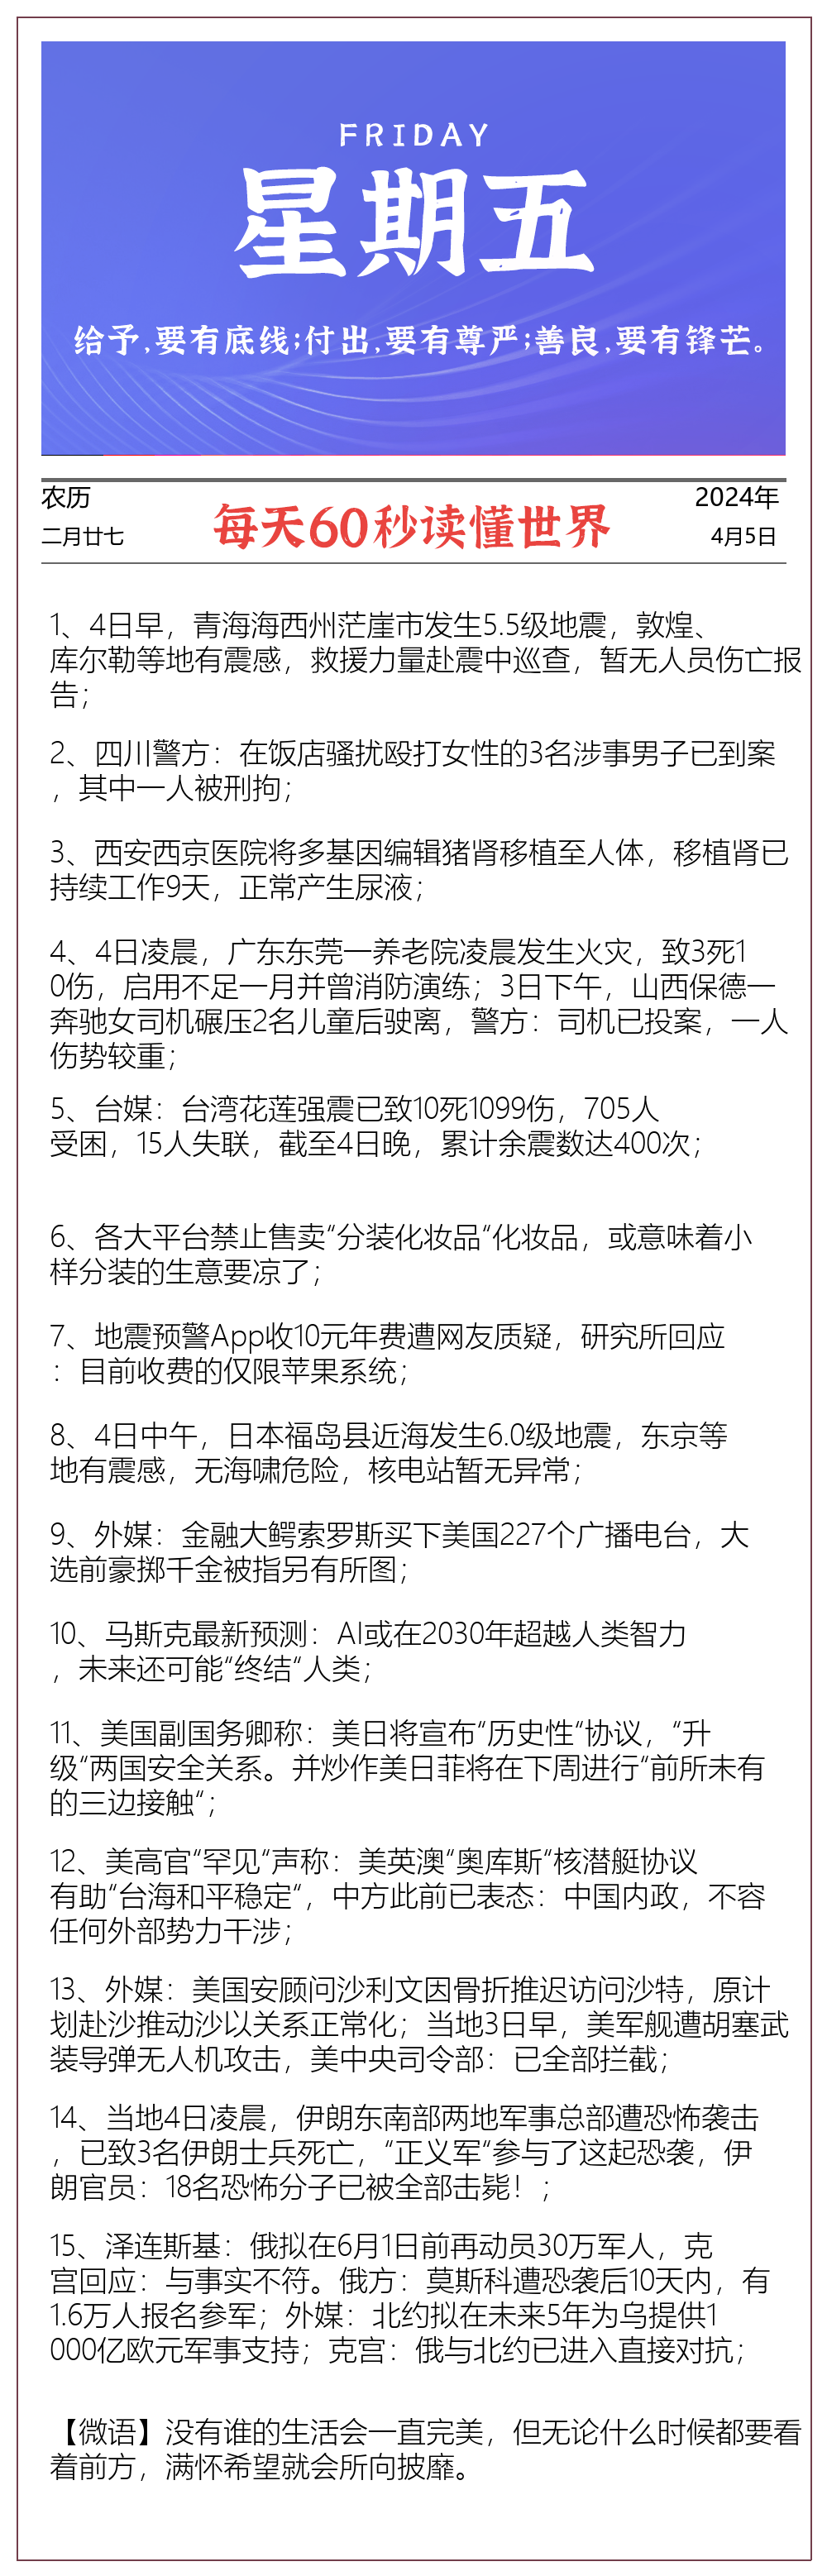 FRIDAY
星期五
给予,要有底线;付出,要有尊严;善良,要有锋芒。
农历
二月廿七
每天60秒读懂世界
2024年
4月5日
1、4日早，青海海西州茫崖市发生5.5级地震，敦煌、
库尔勒等地有震感，救援力量赴震中巡查，暂无人员伤亡报
告；
2、四川警方：在饭店骚扰殴打女性的3名涉事男子已到案
，其中一人被刑拘；
3、西安西京医院将多基因编辑猪肾移植至人体，移植肾已
持续工作9天，正常产生尿液；
4、4日凌晨，广东东莞一养老院凌晨发生火灾，致3死1
0伤，启用不足一月并曾消防演练；3日下午，山西保德一
奔驰女司机碾压2名儿童后驶离，警方：司机已投案，一人
伤势较重；
5、台媒：台湾花莲强震已致10死1099伤，705人
受困，15人失联，截至4日晚，累计余震数达400次；
6、各大平台禁止售卖“分装化妆品“化妆品，或意味着小
样分装的生意要凉了；
7、地震预警App收10元年费遭网友质疑，研究所回应
：目前收费的仅限苹果系统；
8、4日中午，日本福岛县近海发生6.0级地震，东京等
地有震感，无海啸危险，核电站暂无异常；
9、外媒：金融大鳄索罗斯买下美国227个广播电台，大
选前豪掷千金被指另有所图；
10、马斯克最新预测：AI或在2030年超越人类智力
，未来还可能“终结“人类；
11、美国副国务卿称：美日将宣布“历史性“协议，“升
级“两国安全关系。并炒作美日菲将在下周进行“前所未有
的三边接触“；
12、美高官“罕见“声称：美英澳“奥库斯“核潜艇协议
有助“台海和平稳定“，中方此前已表态：中国内政，不容
任何外部势力干涉；
13、外媒：美国安顾问沙利文因骨折推迟访问沙特，原计
划赴沙推动沙以关系正常化；当地3日早，美军舰遭胡塞武
装导弹无人机攻击，美中央司令部：已全部拦截；
14、当地4日凌晨，伊朗东南部两地军事总部遭恐怖袭击
，已致3名伊朗士兵死亡，“正义军“参与了这起恐袭，伊
朗官员：18名恐怖分子已被全部击毙！；
15、泽连斯基：俄拟在6月1日前再动员30万军人，克
宫回应：与事实不符。俄方：莫斯科遭恐袭后10天内，有
1.6万人报名参军；外媒：北约拟在未来5年为乌提供1
000亿欧元军事支持；克宫：俄与北约已进入直接对抗；
【微语】没有谁的生活会一直完美，但无论什么时候都要看
着前方，满怀希望就会所向披靡。